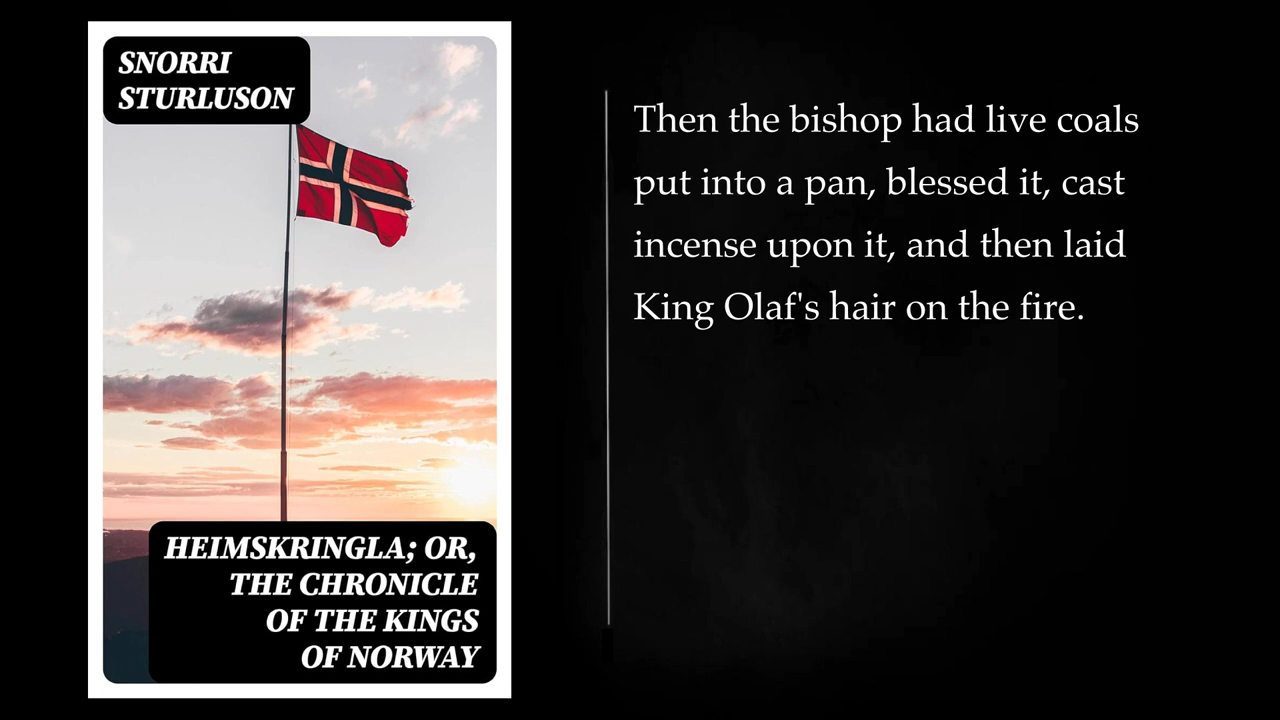 SNORRI
STURLUSON
HEIMSKRINGLA; OR,
THE CHRONICLE
OF THE KINGS
OF NORWAY
Then the bishop had live coals
put into a pan, blessed it, cast
incense upon it, and then laid
King Olaf's hair on the fire.